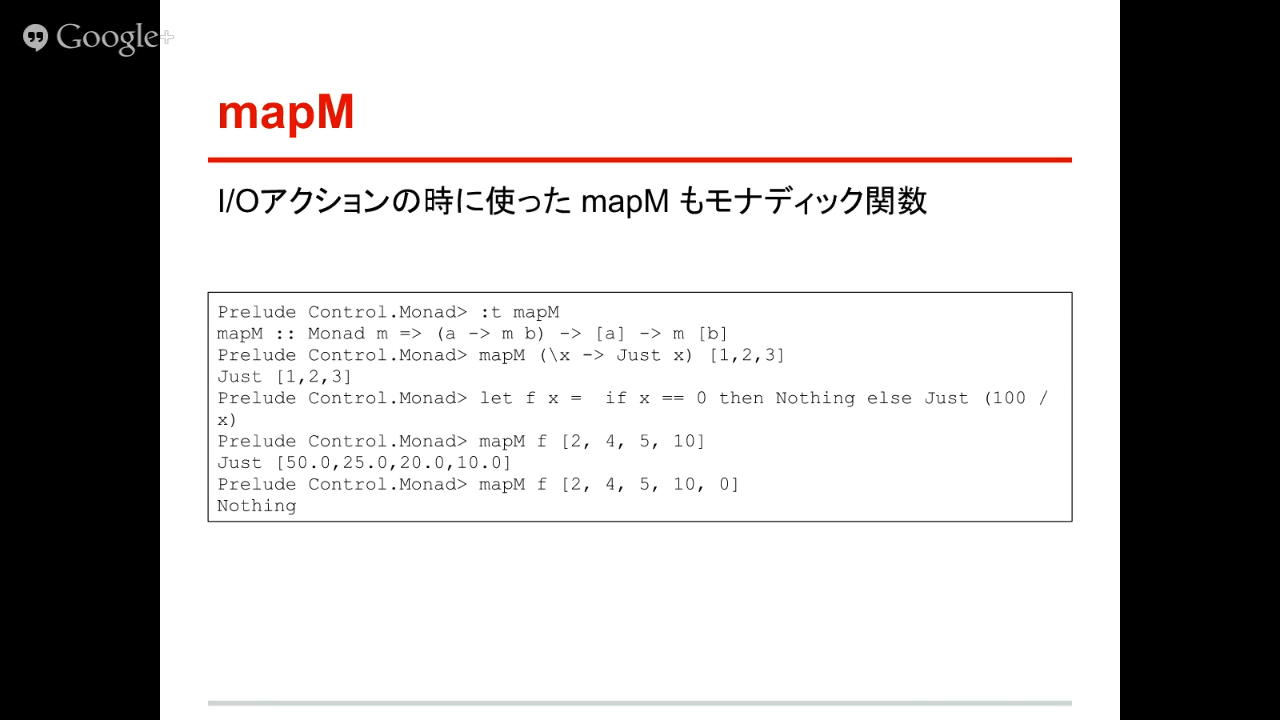 Google+
mapM
I/Oアクションの時に使った mapM もモナディック関数
Prelude Control.Monad> :t mapM
mapM :: Monad m => (a -> m b) -> [a] -> m [b]
Prelude Control.Monad> mapM (\x -> Just x) [1,2,3]
Just [1,2,3]
Prelude Control.Monad> let f x =  if x == 0 then Nothing else Just (100 /
x)
Prelude Control.Monad> mapM f [2, 4, 5, 10]
Just [50.0,25.0,20.0,10.0]
Prelude Control.Monad> mapM f [2, 4, 5, 10, 0]
Nothing